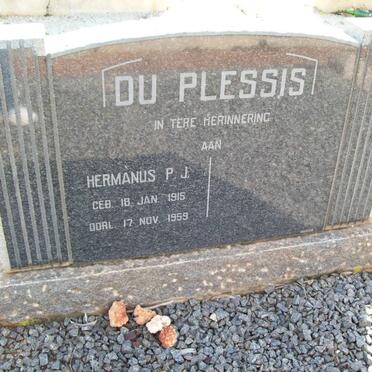 DU PLESSIS
IN TERE HERINNERING
AAN
HERMANUS P. J.
GEB. 18. JAN. 1915
OORL. 17 NOV. 1959